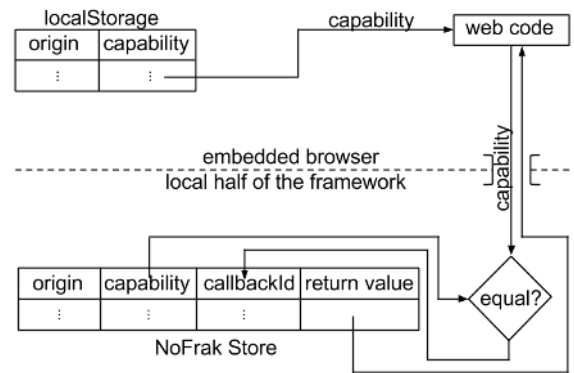 localStorage
origin capability
⋮ ⋮
capability
web code
capability
embedded browser
local half of the framework
origin capability callbackId return value
⋮ ⋮ ⋮
equal?
NoFrak Store